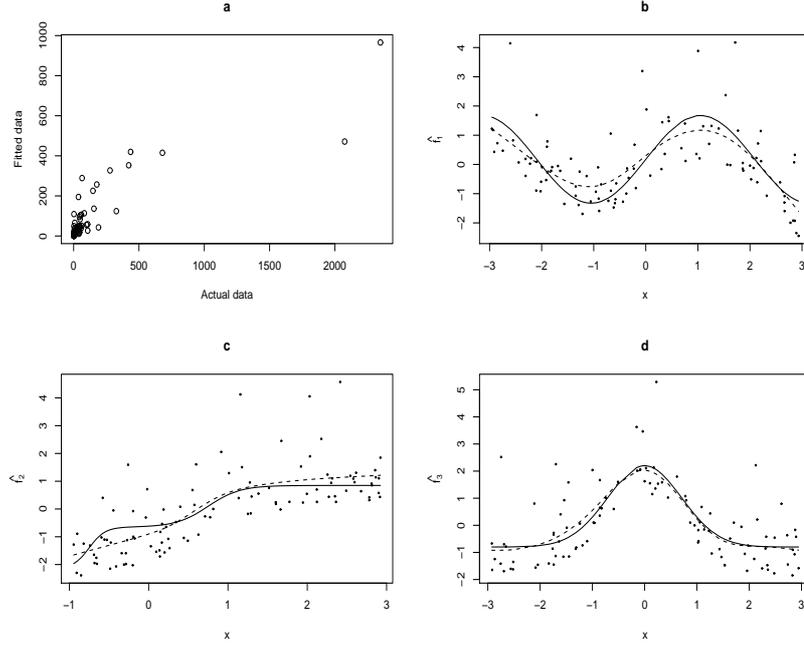 a
Fitted data
0 200 400 600 800 1000
0 500 1000 1500 2000
Actual data
b
f̂₁
−2 −1 0 1 2 3 4
−3 −2 −1 0 1 2 3
x
c
f̂₂
−2 −1 0 1 2 3 4
−1 0 1 2 3
x
d
f̂₃
−2 −1 0 1 2 3 4 5
−3 −2 −1 0 1 2 3
x